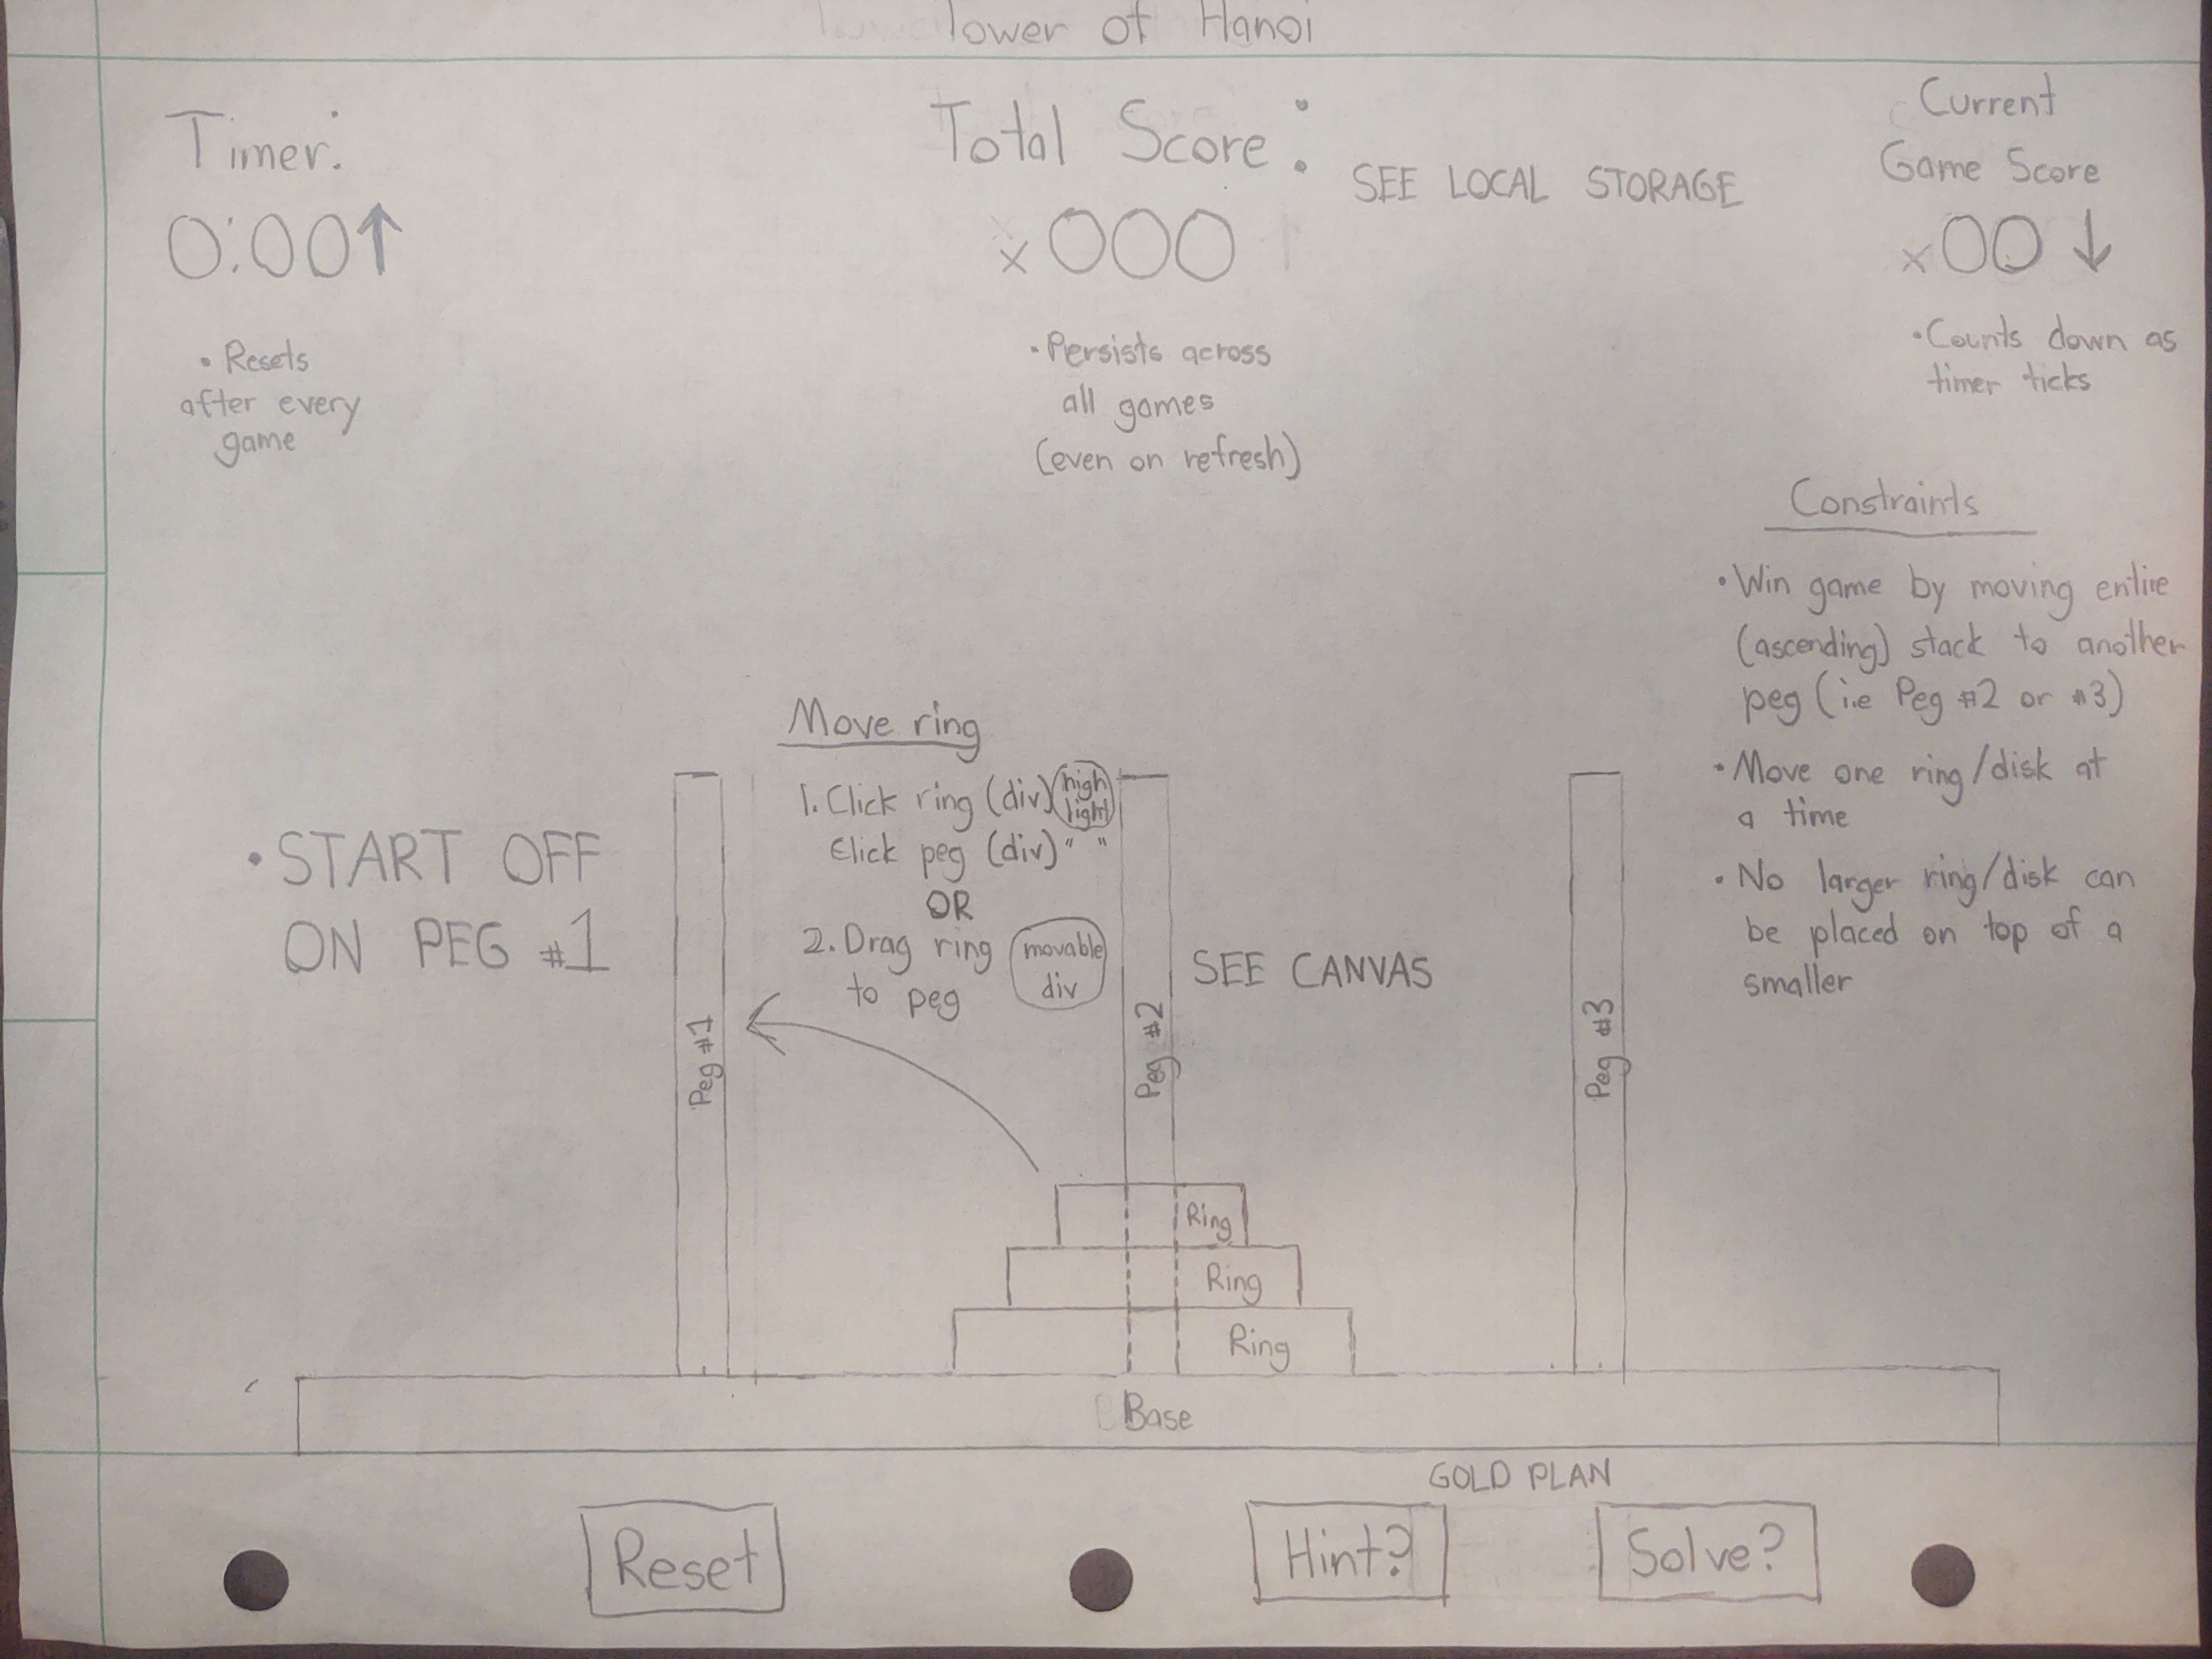 Tower of Hanoi
Timer:
0:00↑
• Resets
after every
game
Total Score:
SEE LOCAL STORAGE
x000
• Persists across
all games
(even on refresh)
Current
Game Score
x00 ↓
• Counts down as
timer ticks
Constraints
• Win game by moving entire
(ascending) stack to another
peg (i.e Peg #2 or #3)
• Move one ring/disk at
a time
• No larger ring/disk can
be placed on top of a
smaller
• START OFF
ON PEG #1
Move ring
1. Click ring (div) high
light
Click peg (div) " "
OR
2. Drag ring
to peg
movable
div
SEE CANVAS
Peg #1
Peg #2
Peg #3
Ring
Ring
Ring
Base
GOLD PLAN
Reset
Hint?
Solve?